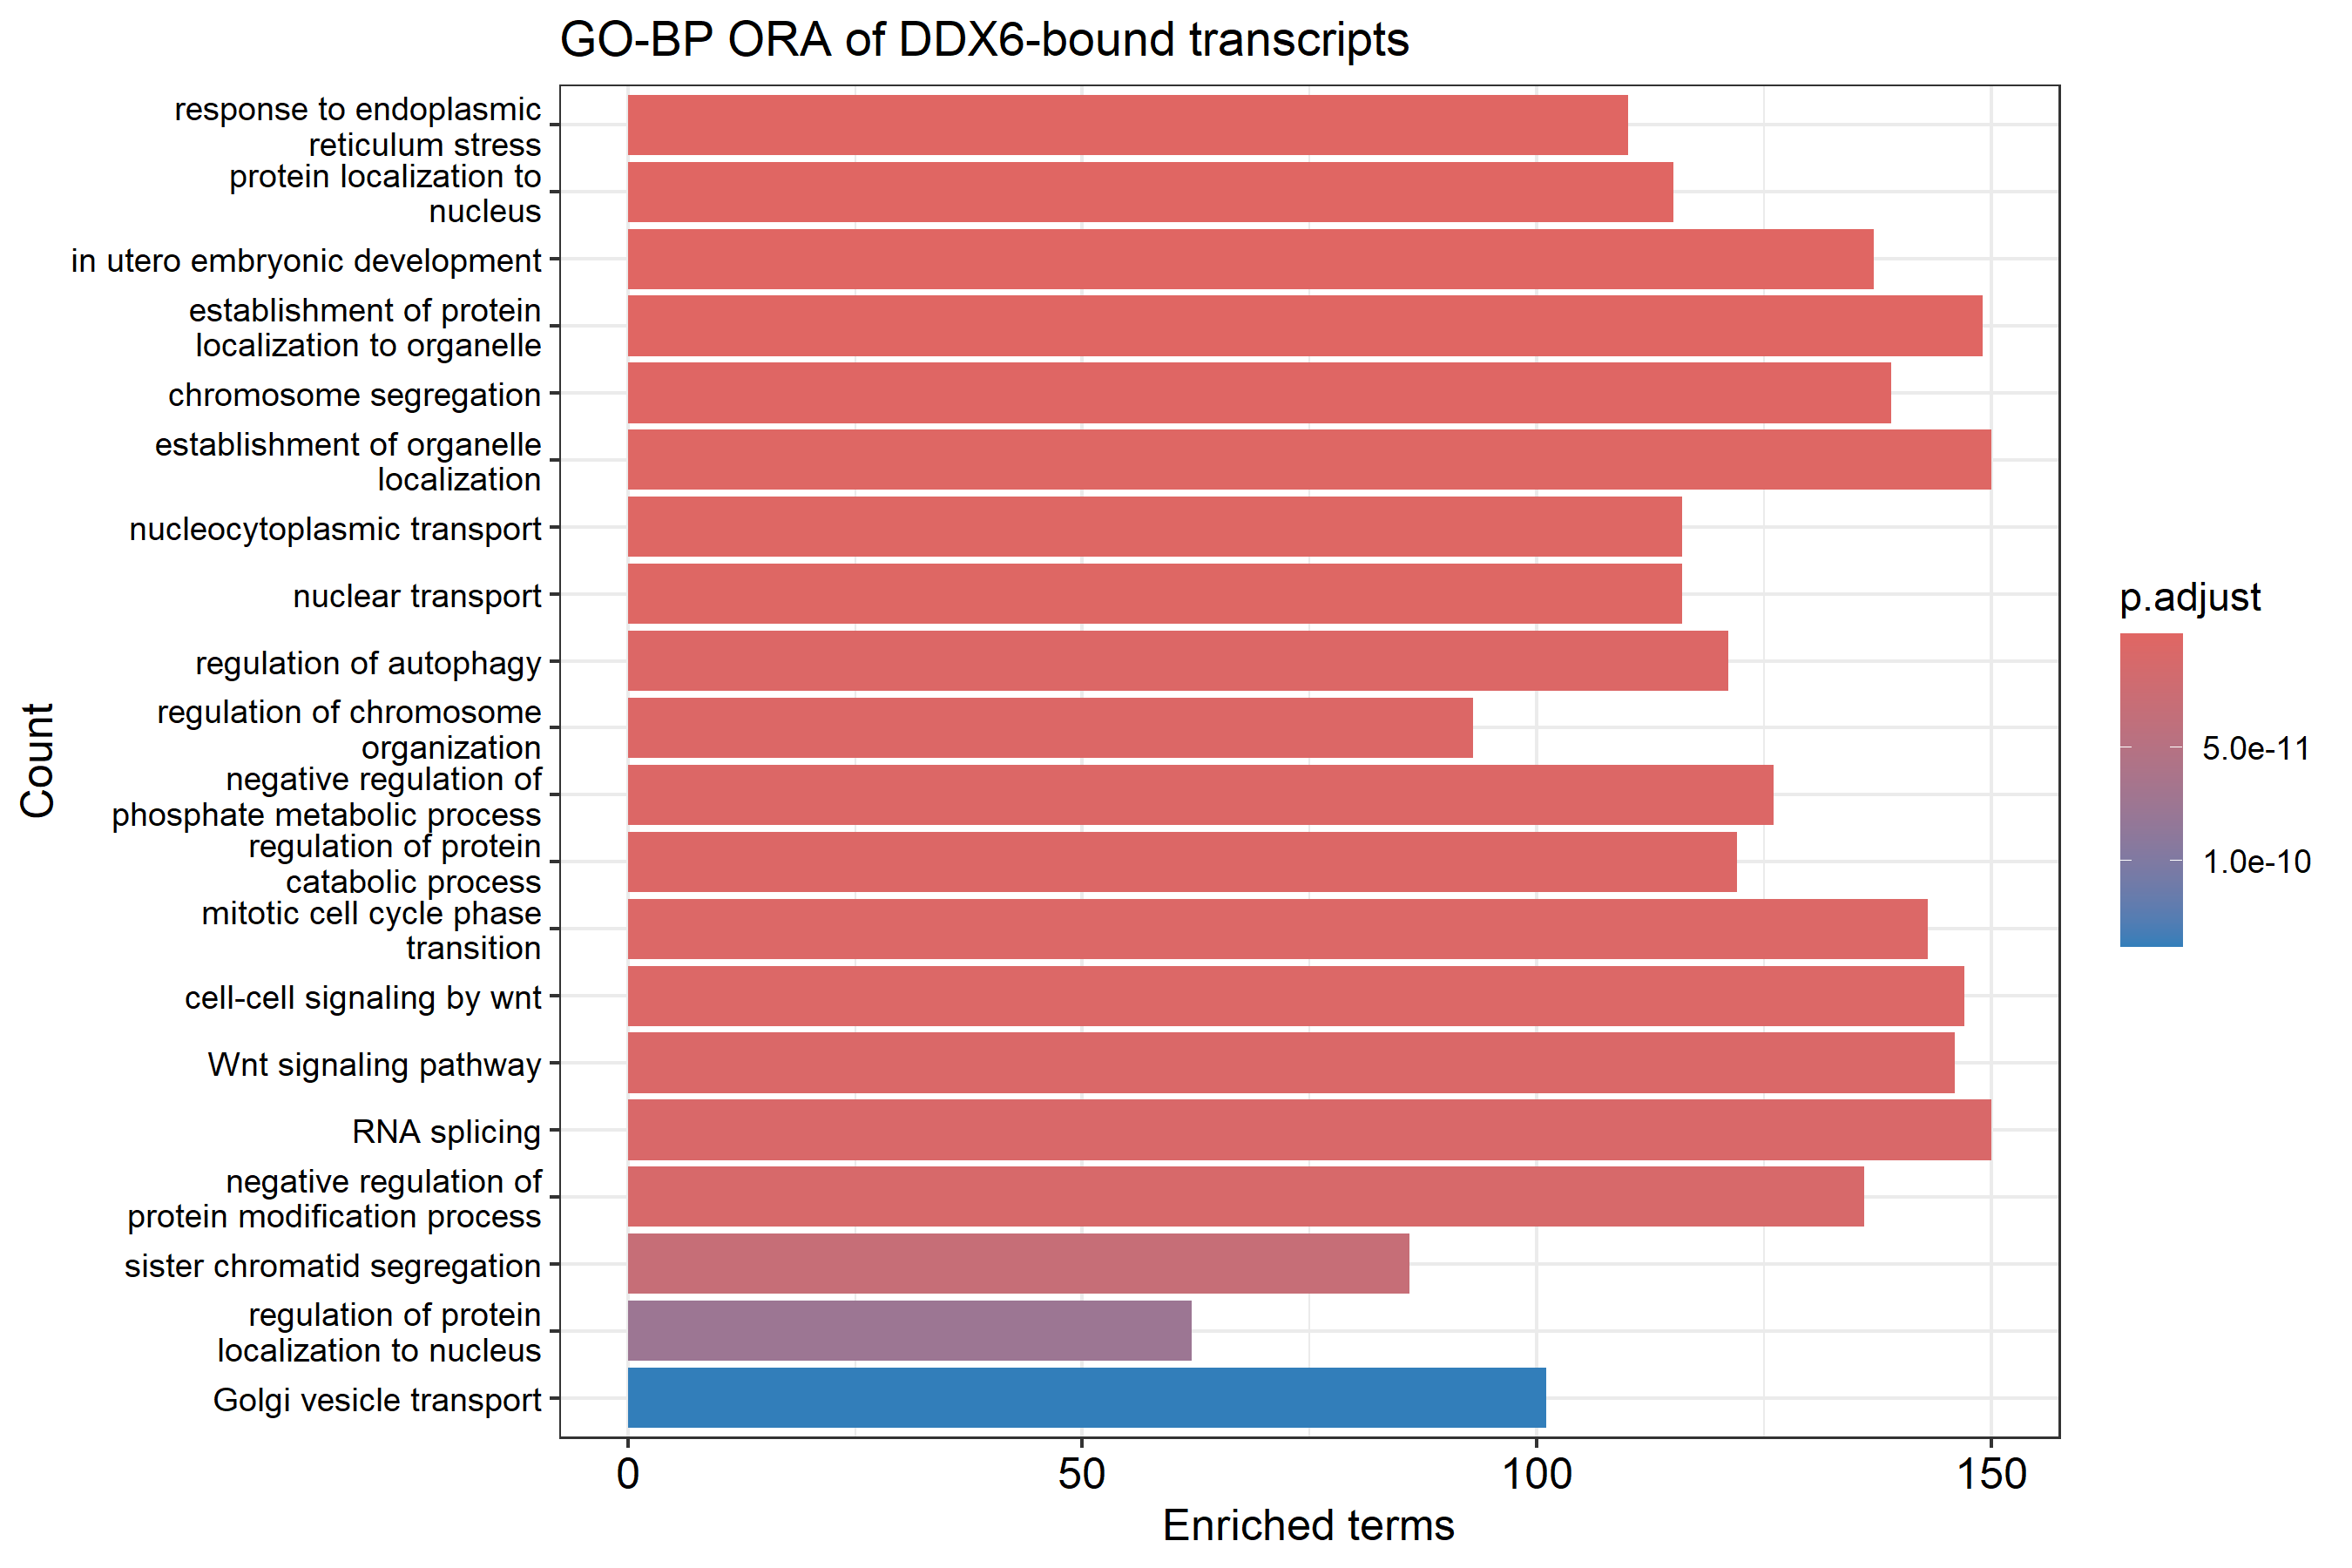 GO-BP ORA of DDX6-bound transcripts
response to endoplasmic
reticulum stress
protein localization to
nucleus
in utero embryonic development
establishment of protein
localization to organelle
chromosome segregation
establishment of organelle
localization
nucleocytoplasmic transport
nuclear transport
regulation of autophagy
regulation of chromosome
organization
negative regulation of
phosphate metabolic process
regulation of protein
catabolic process
mitotic cell cycle phase
transition
cell-cell signaling by wnt
Wnt signaling pathway
RNA splicing
negative regulation of
protein modification process
sister chromatid segregation
regulation of protein
localization to nucleus
Golgi vesicle transport
Count
0 50 100 150
Enriched terms
p.adjust
5.0e-11
1.0e-10